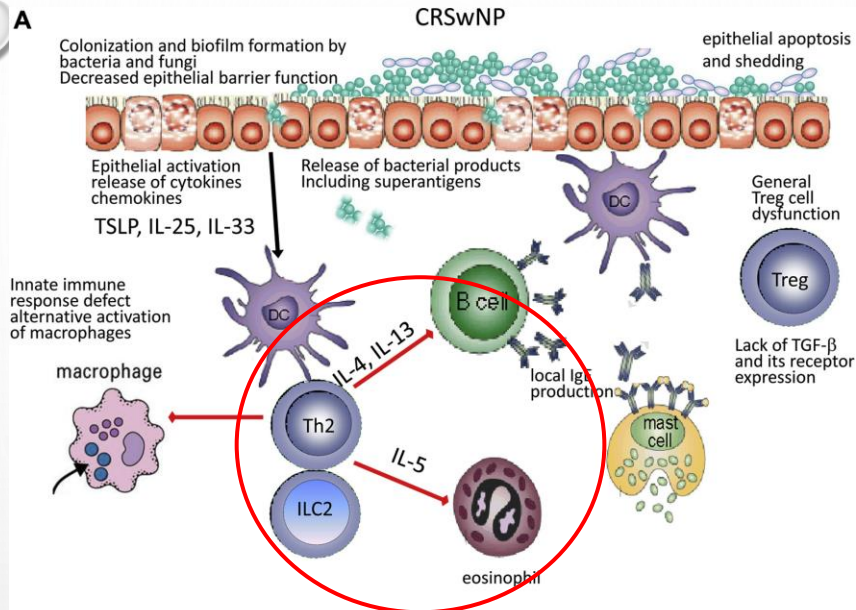 A
CRSwNP
Colonization and biofilm formation by
bacteria and fungi
Decreased epithelial barrier function
epithelial apoptosis
and shedding
Epithelial activation
release of cytokines
chemokines
TSLP, IL-25, IL-33
Release of bacterial products
Including superantigens
DC
General
Treg cell
dysfunction
Treg
Lack of TGF-β
and its receptor
expression
Innate immune
response defect
alternative activation
of macrophages
macrophage
DC
B cell
IL-4, IL-13
local IgE
production
mast
cell
Th2
IL-5
ILC2
eosinophil